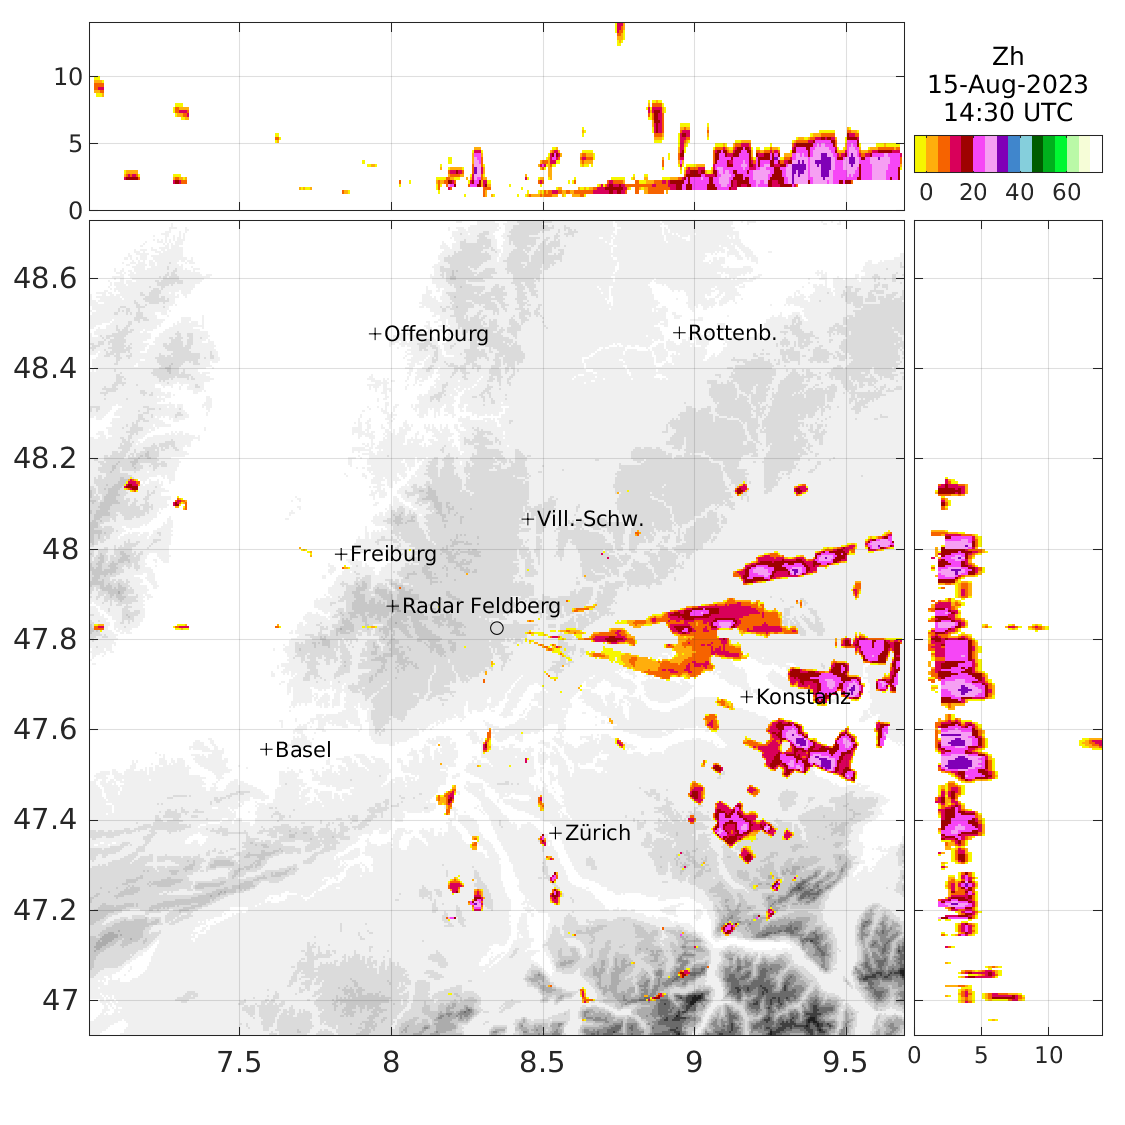 10
5
0
Zh
15-Aug-2023
14:30 UTC
0 20 40 60
48.6
48.4
48.2
48
47.8
47.6
47.4
47.2
47
+Offenburg
+Rottenb.
+Vill.-Schw.
+Freiburg
+Radar Feldberg
+Konstanz
+Basel
+Zürich
7.5 8 8.5 9 9.5
0 5 10